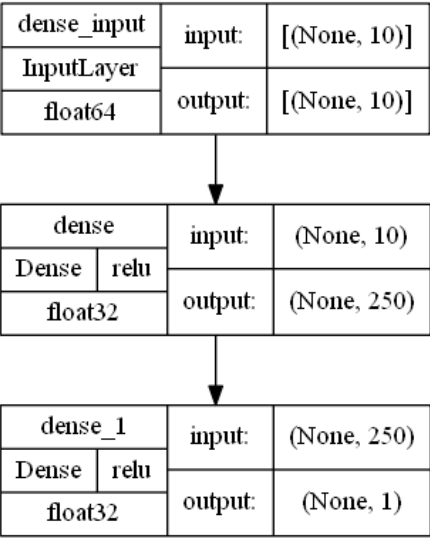 dense_input input: [(None, 10)]
InputLayer
float64 output: [(None, 10)]
dense input: (None, 10)
Dense relu
float32 output: (None, 250)
dense_1 input: (None, 250)
Dense relu
float32 output: (None, 1)